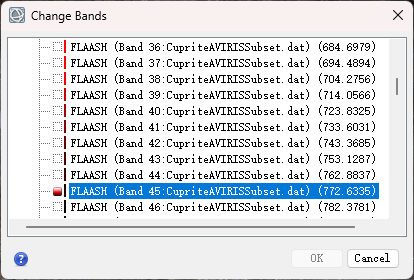 Change Bands
FLAASH (Band 36:CupriteAVIRISSubset.dat) (684.6979)
FLAASH (Band 37:CupriteAVIRISSubset.dat) (694.4894)
FLAASH (Band 38:CupriteAVIRISSubset.dat) (704.2756)
FLAASH (Band 39:CupriteAVIRISSubset.dat) (714.0566)
FLAASH (Band 40:CupriteAVIRISSubset.dat) (723.8325)
FLAASH (Band 41:CupriteAVIRISSubset.dat) (733.6031)
FLAASH (Band 42:CupriteAVIRISSubset.dat) (743.3685)
FLAASH (Band 43:CupriteAVIRISSubset.dat) (753.1287)
FLAASH (Band 44:CupriteAVIRISSubset.dat) (762.8837)
FLAASH (Band 45:CupriteAVIRISSubset.dat) (772.6335)
FLAASH (Band 46:CupriteAVIRISSubset.dat) (782.3781)
?
OK
Cancel